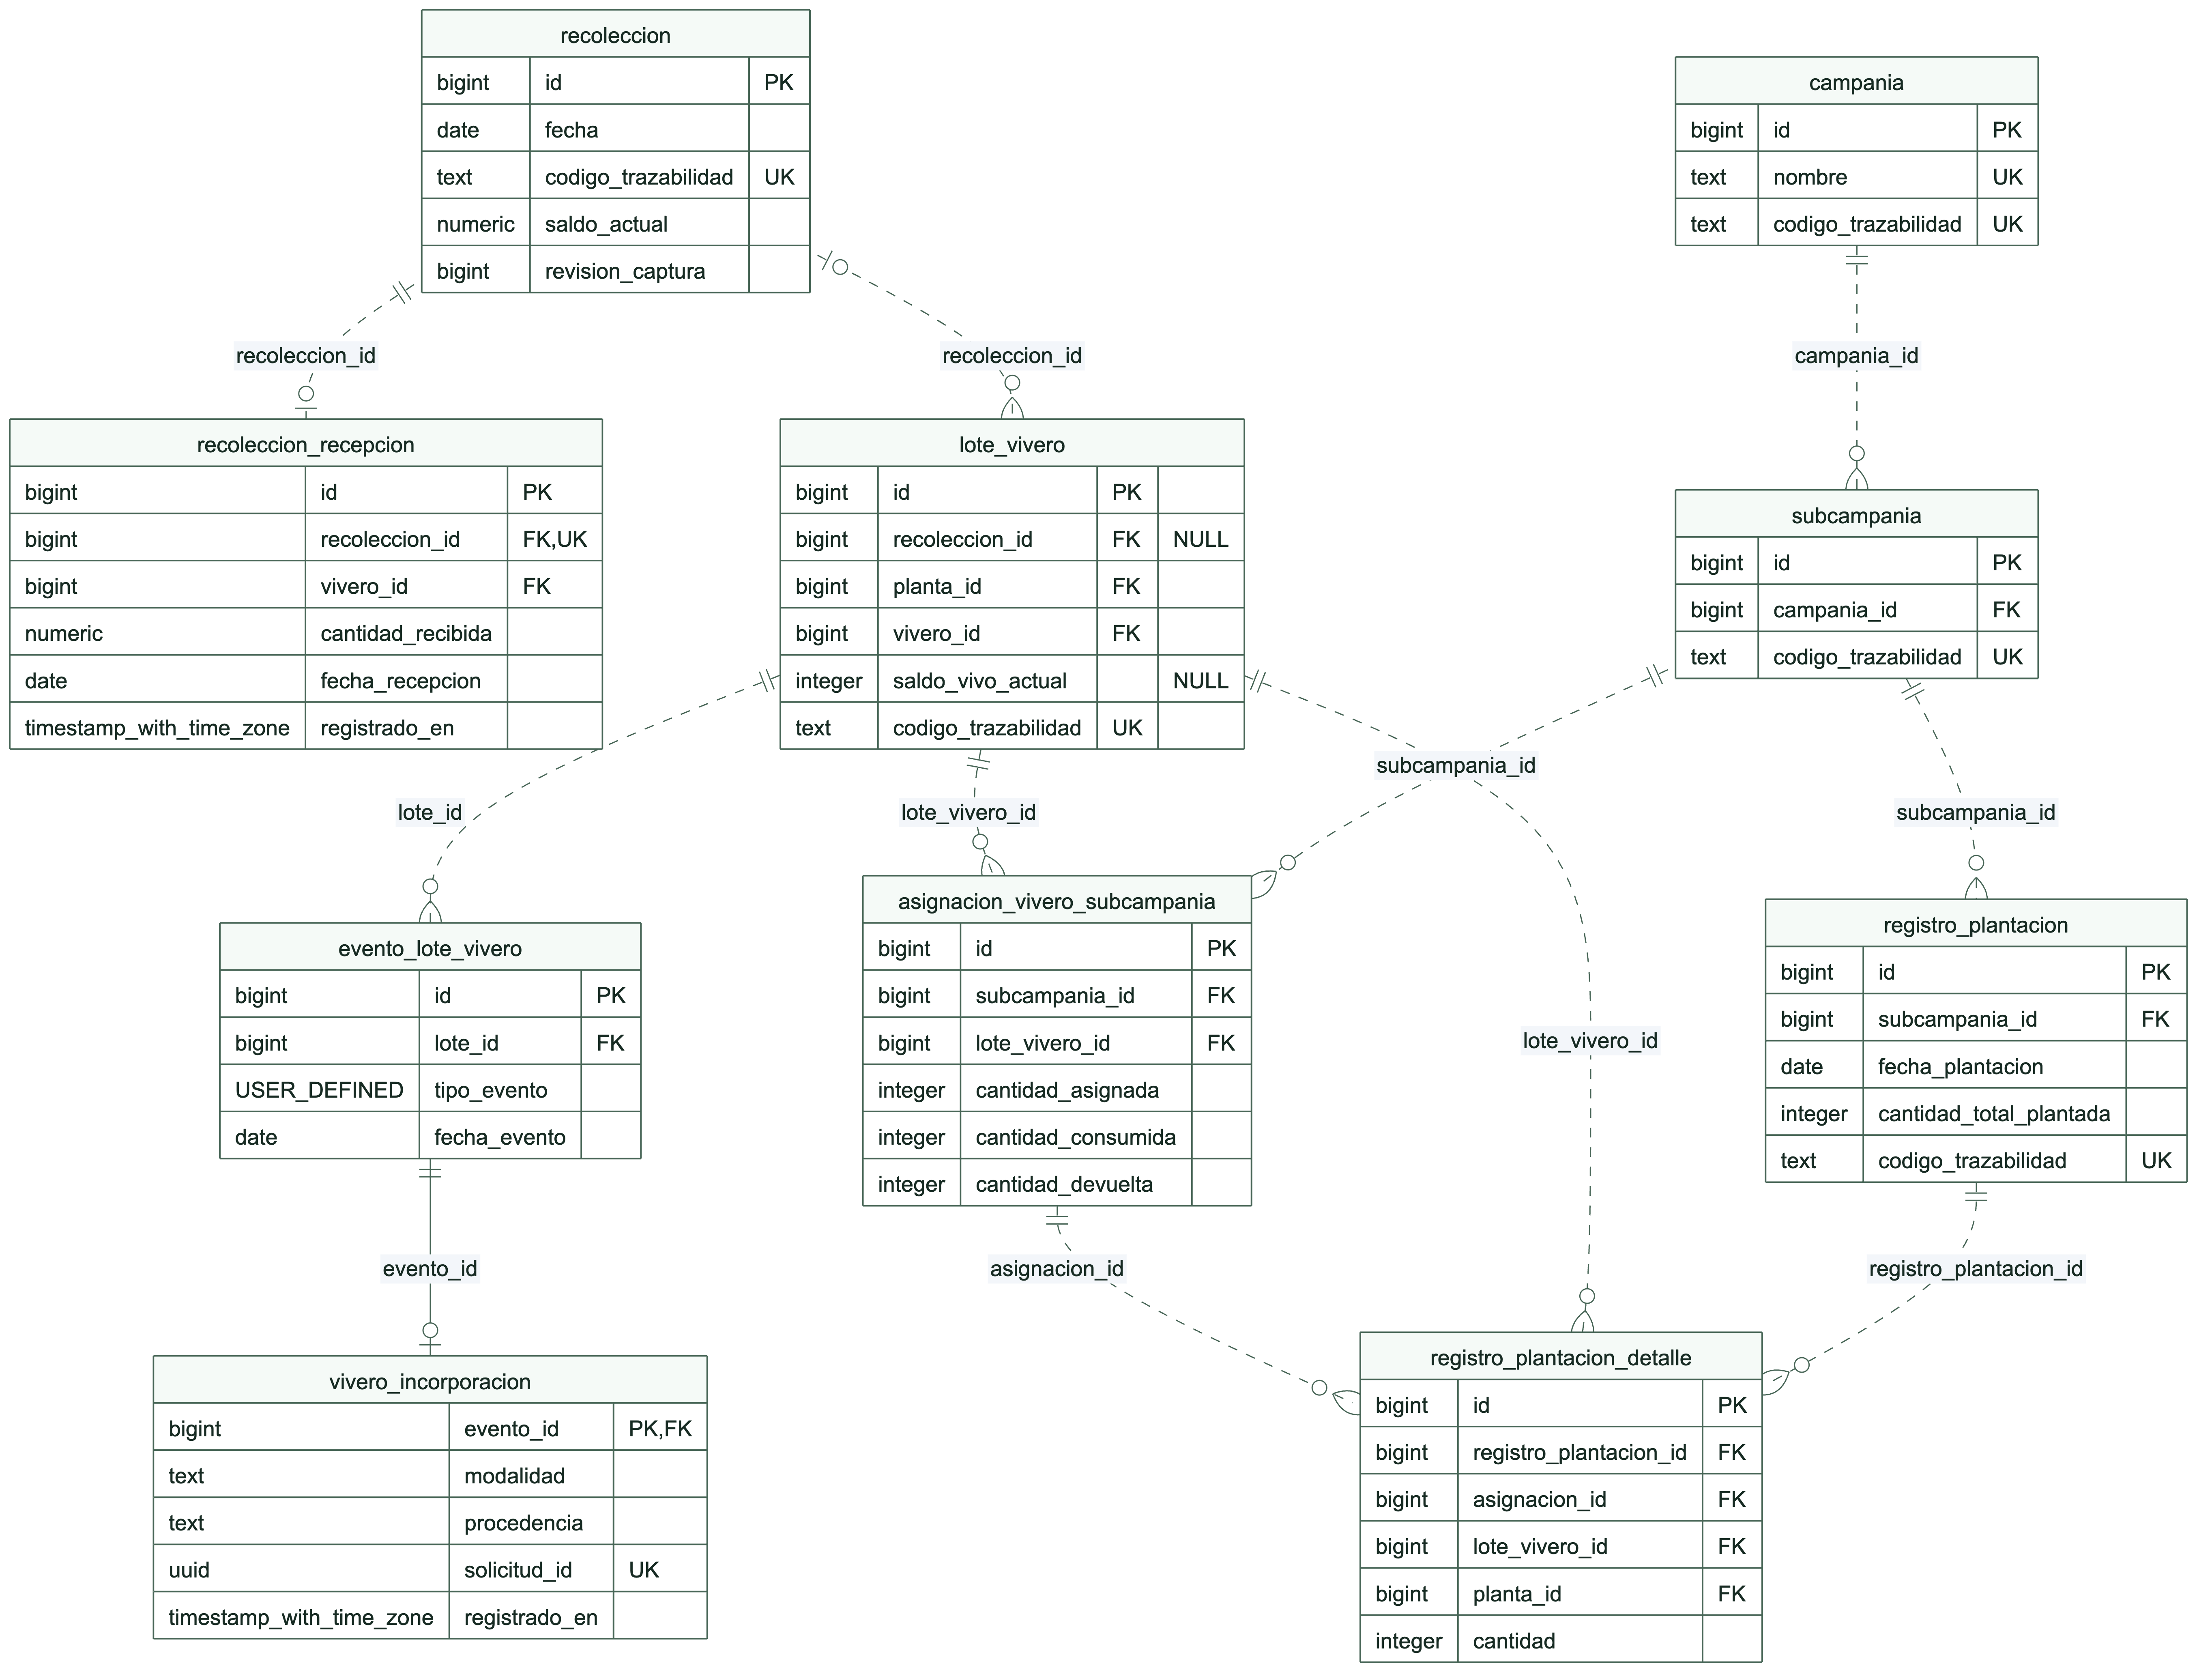 recoleccion
bigint id PK
date fecha
text codigo_trazabilidad UK
numeric saldo_actual
bigint revision_captura
campania
bigint id PK
text nombre UK
text codigo_trazabilidad UK
recoleccion_id
recoleccion_id
campania_id
recoleccion_recepcion
bigint id PK
bigint recoleccion_id FK,UK
bigint vivero_id FK
numeric cantidad_recibida
date fecha_recepcion
timestamp_with_time_zone registrado_en
lote_vivero
bigint id PK
bigint recoleccion_id FK NULL
bigint planta_id FK
bigint vivero_id FK
integer saldo_vivo_actual NULL
text codigo_trazabilidad UK
subcampania
bigint id PK
bigint campania_id FK
text codigo_trazabilidad UK
lote_id
lote_vivero_id
subcampania_id
subcampania_id
evento_lote_vivero
bigint id PK
bigint lote_id FK
USER_DEFINED tipo_evento
date fecha_evento
asignacion_vivero_subcampania
bigint id PK
bigint subcampania_id FK
bigint lote_vivero_id FK
integer cantidad_asignada
integer cantidad_consumida
integer cantidad_devuelta
lote_vivero_id
registro_plantacion
bigint id PK
bigint subcampania_id FK
date fecha_plantacion
integer cantidad_total_plantada
text codigo_trazabilidad UK
evento_id
asignacion_id
registro_plantacion_id
vivero_incorporacion
bigint evento_id PK,FK
text modalidad
text procedencia
uuid solicitud_id UK
timestamp_with_time_zone registrado_en
registro_plantacion_detalle
bigint id PK
bigint registro_plantacion_id FK
bigint asignacion_id FK
bigint lote_vivero_id FK
bigint planta_id FK
integer cantidad